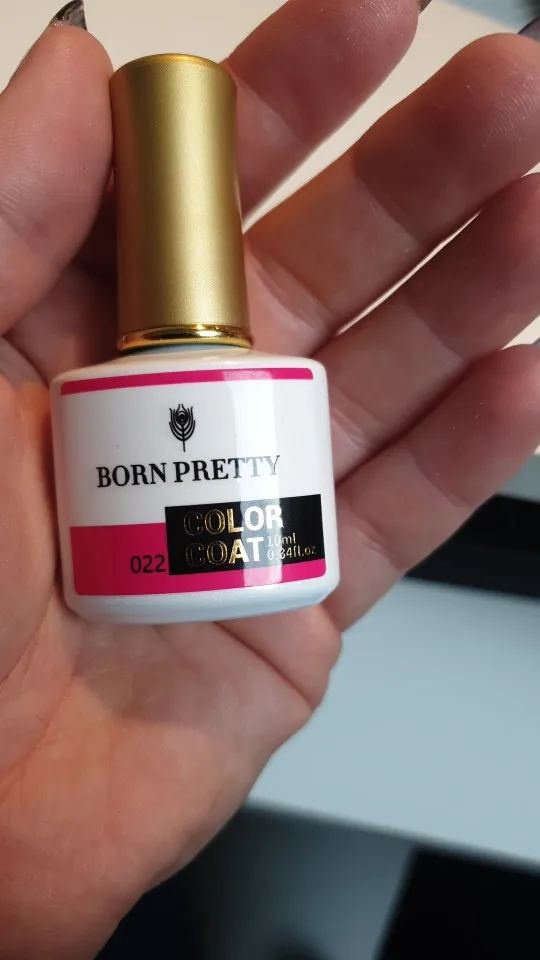 BORN PRETTY
COLOR
COAT 10ml
0.34fl.oz
022